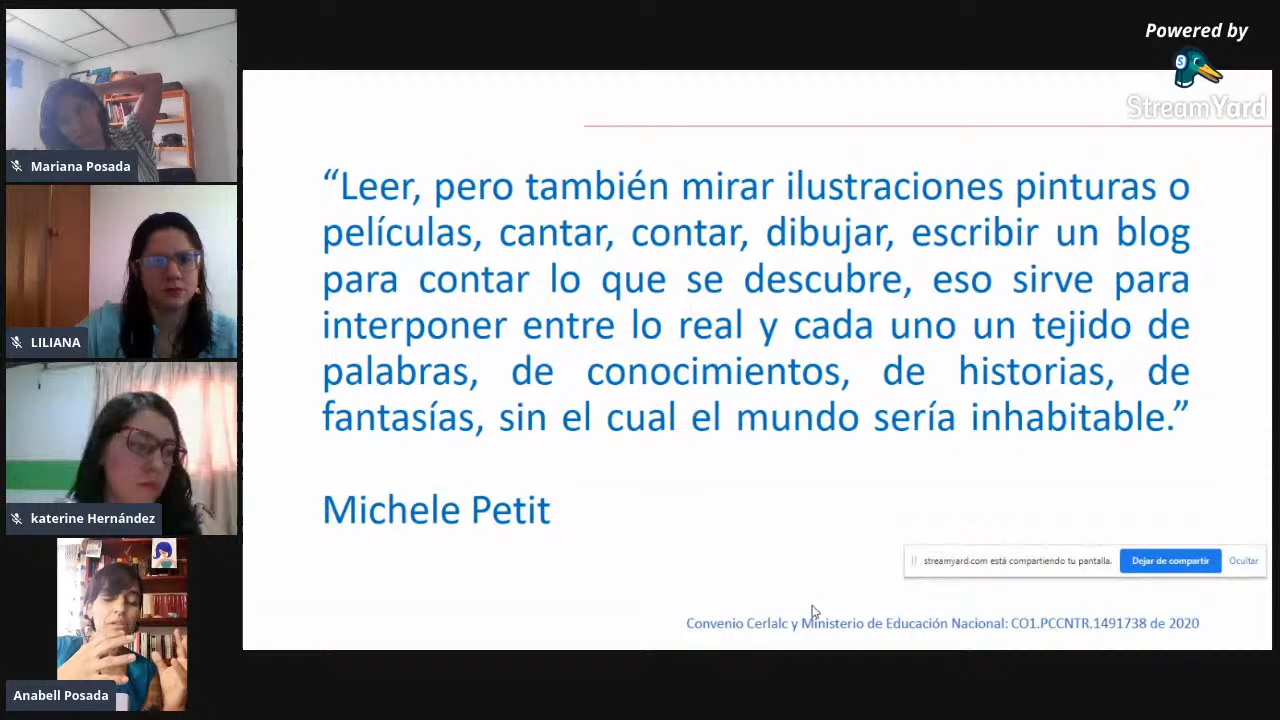 Powered by
StreamYard
Mariana Posada
LILIANA
katerine Hernández
Anabell Posada
“Leer, pero también mirar ilustraciones pinturas o
películas, cantar, contar, dibujar, escribir un blog
para contar lo que se descubre, eso sirve para
interponer entre lo real y cada uno un tejido de
palabras, de conocimientos, de historias, de
fantasías, sin el cual el mundo sería inhabitable.”
Michele Petit
streamyard.com está compartiendo tu pantalla.
Dejar de compartir
Ocultar
Convenio Cerlalc y Ministerio de Educación Nacional: CO1.PCCNTR.1491738 de 2020